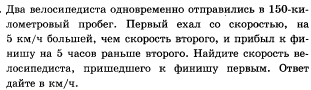 . Два велосипедиста одновременно отправились в 150-ки-
лометровый пробег. Первый ехал со скоростью, на
5 км/ч большей, чем скорость второго, и прибыл к фи-
нишу на 5 часов раньше второго. Найдите скорость ве-
лосипедиста, пришедшего к финишу первым. Ответ
дайте в км/ч.